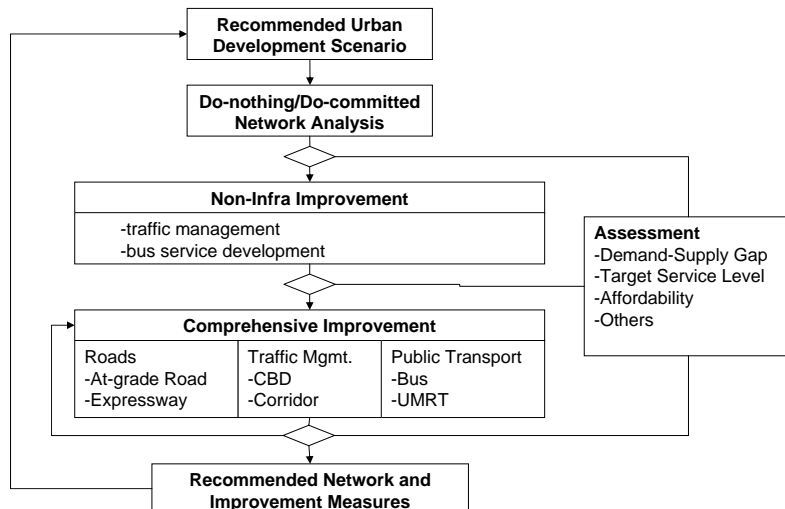 Recommended Urban
Development Scenario
Do-nothing/Do-committed
Network Analysis
Non-Infra Improvement
-traffic management
-bus service development
Assessment
-Demand-Supply Gap
-Target Service Level
-Affordability
-Others
Comprehensive Improvement
Roads
-At-grade Road
-Expressway
Traffic Mgmt.
-CBD
-Corridor
Public Transport
-Bus
-UMRT
Recommended Network and
Improvement Measures